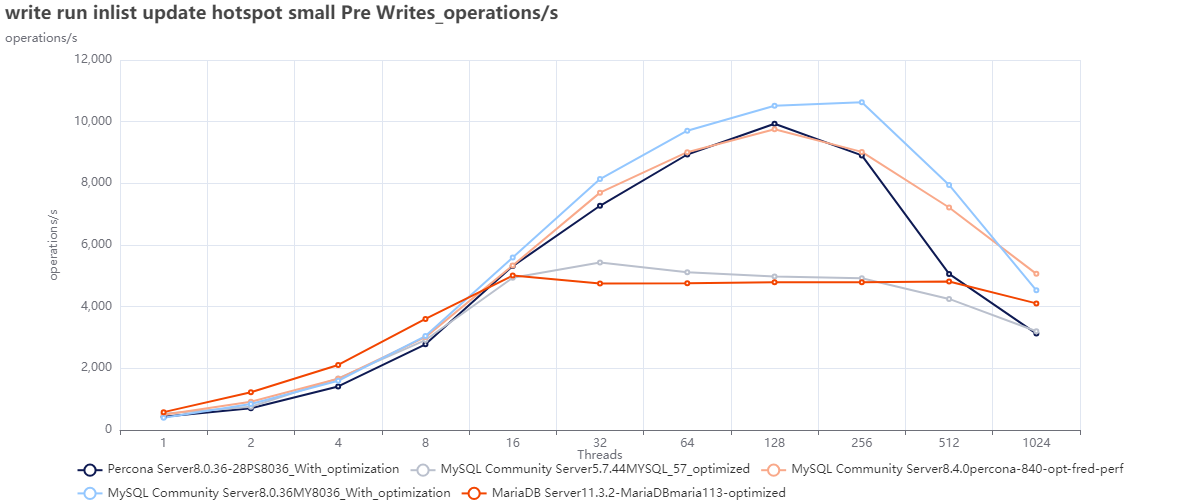 write run inlist update hotspot small Pre Writes_operations/s
operations/s
12,000
10,000
8,000
6,000
4,000
2,000
0
operations/s
1 2 4 8 16 32 64 128 256 512 1024
Threads
Percona Server8.0.36-28PS8036_With_optimization MySQL Community Server5.7.44MYSQL_57_optimized MySQL Community Server8.4.0percona-840-opt-fred-perf
MySQL Community Server8.0.36MY8036_With_optimization MariaDB Server11.3.2-MariaDBmaria113-optimized